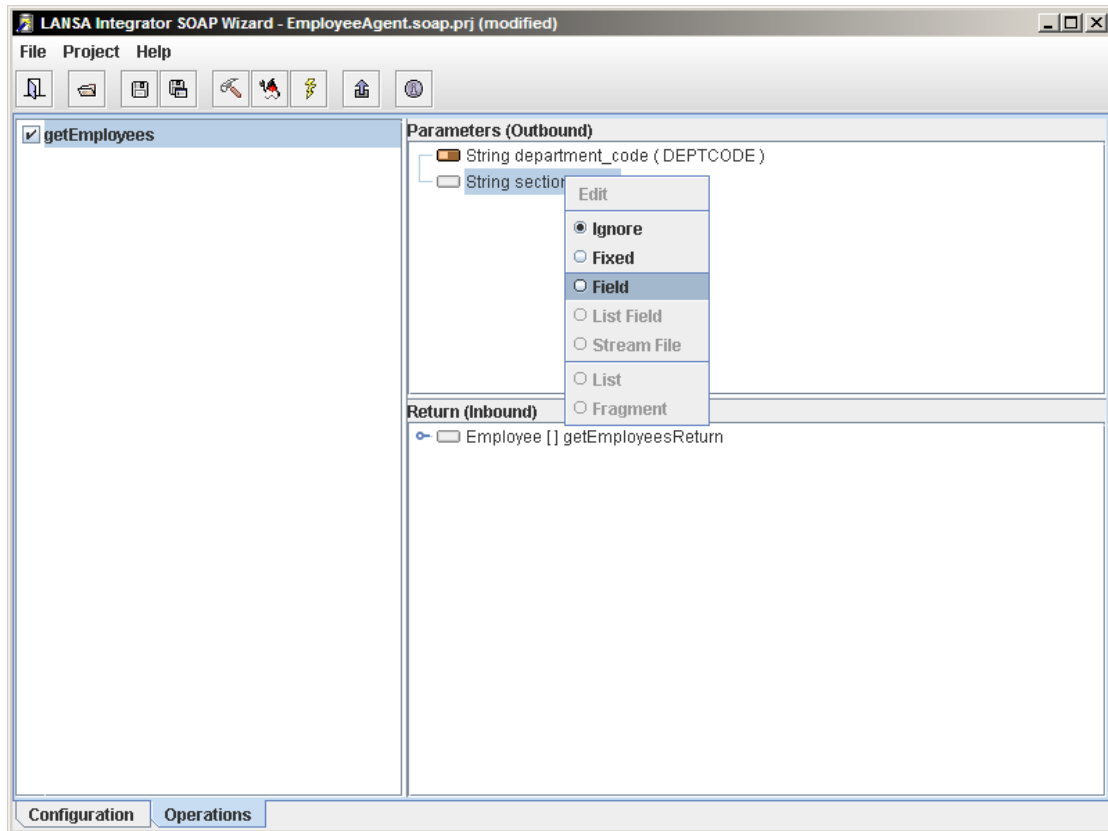 LANSA Integrator SOAP Wizard - EmployeeAgent.soap.prj (modified)
File Project Help
getEmployees
Parameters (Outbound)
String department_code ( DEPTCODE )
String section
Edit
Ignore
Fixed
Field
List Field
Stream File
List
Fragment
Return (Inbound)
Employee [ ] getEmployeesReturn
Configuration Operations